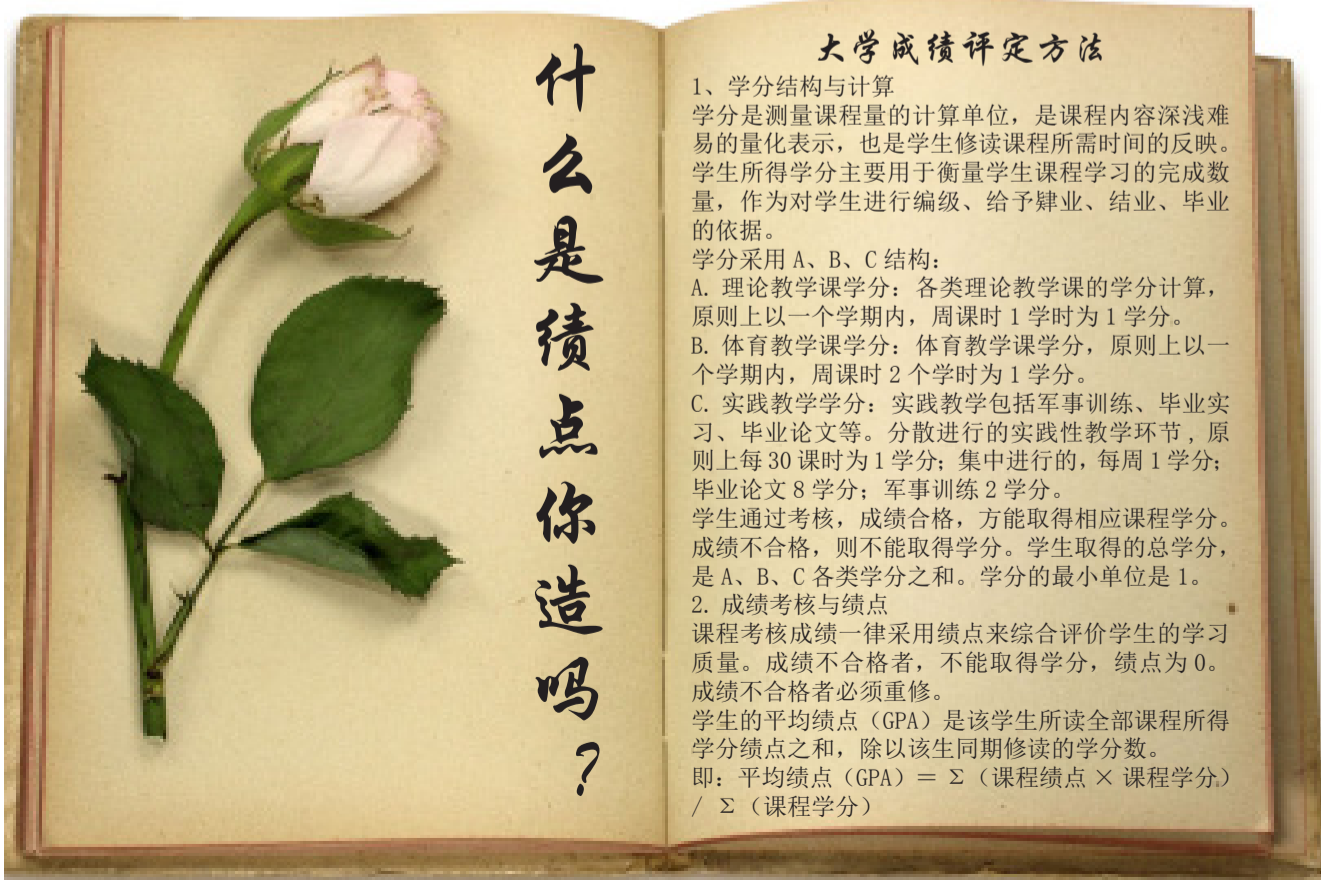 什么是绩点你造吗？
大学成绩评定方法
1、学分结构与计算
学分是测量课程量的计算单位，是课程内容深浅难
易的量化表示，也是学生修读课程所需时间的反映。
学生所得学分主要用于衡量学生课程学习的完成数
量，作为对学生进行编级、给予肄业、结业、毕业
的依据。
学分采用 A、B、C 结构：
A. 理论教学课学分：各类理论教学课的学分计算，
原则上以一个学期内，周课时 1 学时为 1 学分。
B. 体育教学课学分：体育教学课学分，原则上以一
个学期内，周课时 2 个学时为 1 学分。
C. 实践教学学分：实践教学包括军事训练、毕业实
习、毕业论文等。分散进行的实践性教学环节，原
则上每 30 课时为 1 学分；集中进行的，每周 1 学分；
毕业论文 8 学分；军事训练 2 学分。
学生通过考核，成绩合格，方能取得相应课程学分。
成绩不合格，则不能取得学分。学生取得的总学分，
是 A、B、C 各类学分之和。学分的最小单位是 1。
2. 成绩考核与绩点
课程考核成绩一律采用绩点来综合评价学生的学习
质量。成绩不合格者，不能取得学分，绩点为 0。
成绩不合格者必须重修。
学生的平均绩点（GPA）是该学生所读全部课程所得
学分绩点之和，除以该生同期修读的学分数。
即：平均绩点（GPA）＝ Σ（课程绩点 × 课程学分）
/ Σ（课程学分）